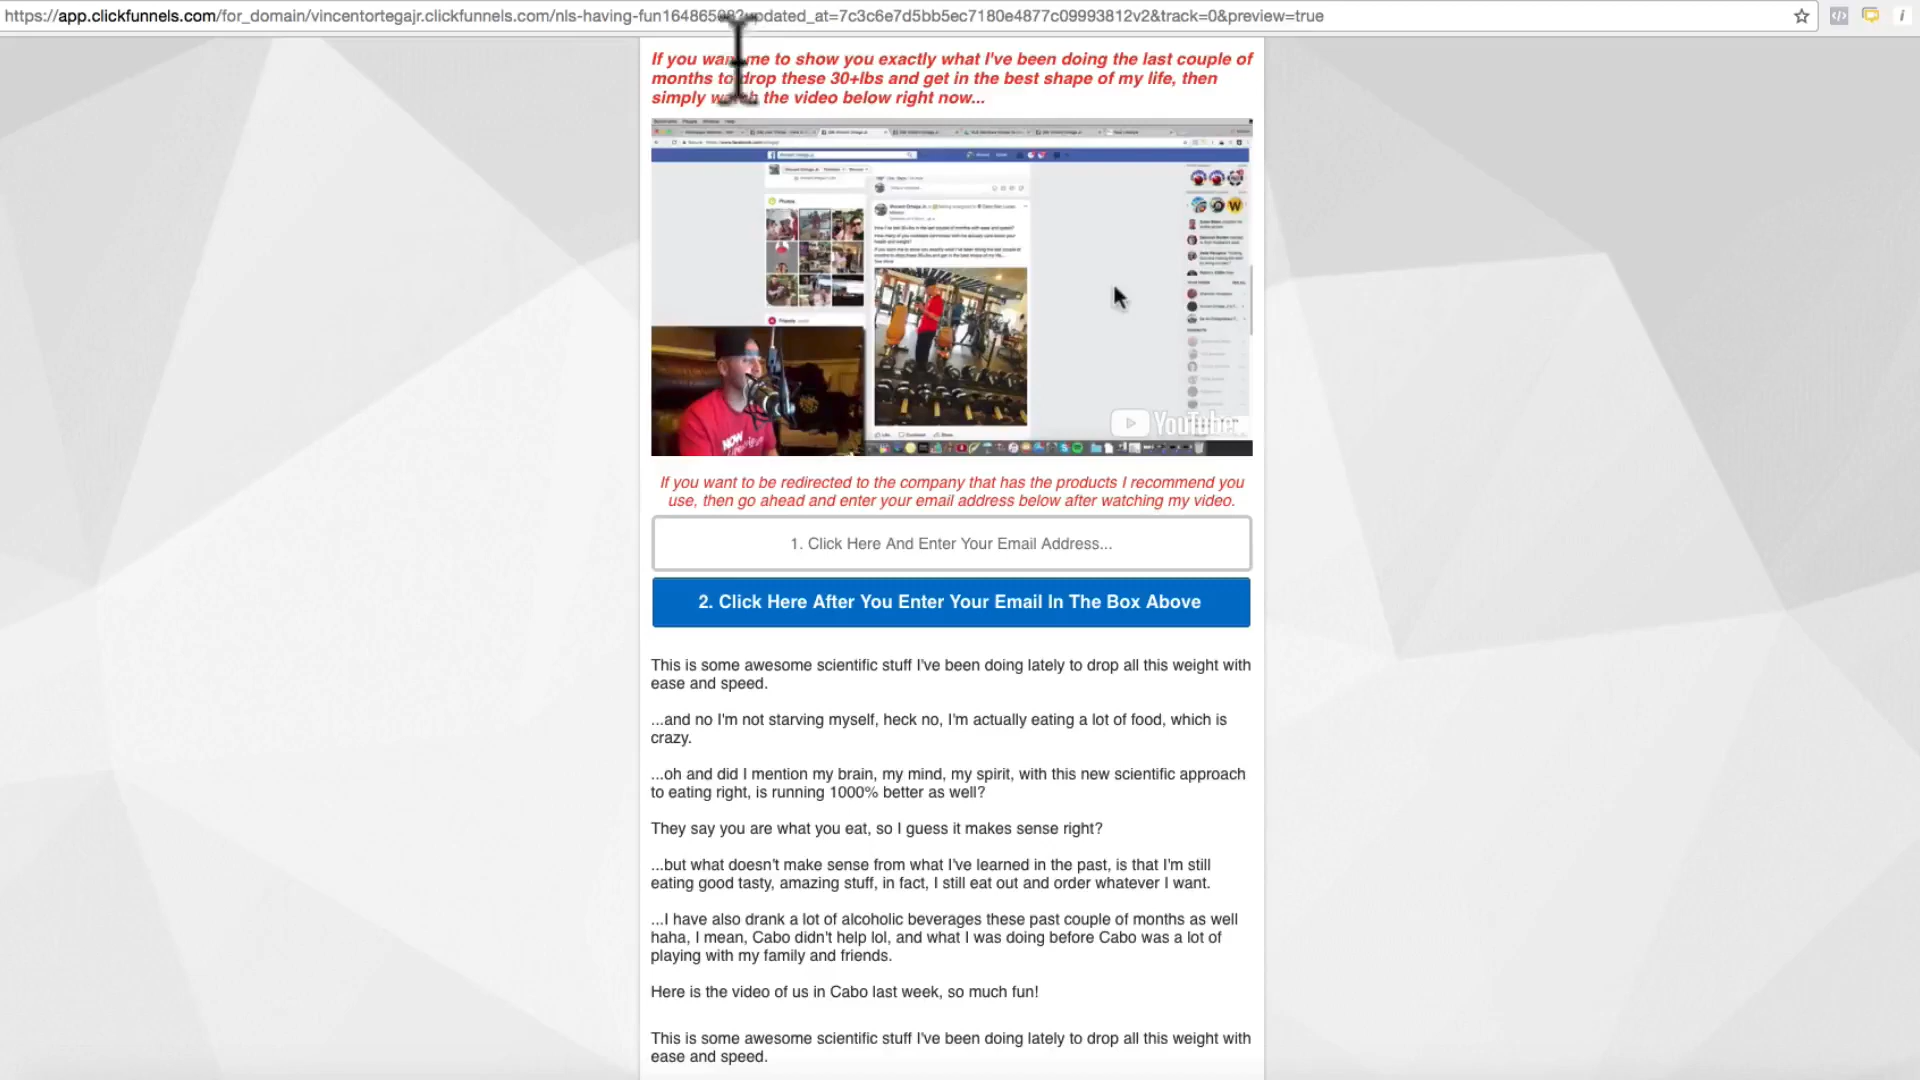 https://app.clickfunnels.com/for_domain/vincentortegajr.clickfunnels.com/nls-having-fun
updated_at=7c3c6e7d5bb5ec7180e4877c09993812v2&track=0&preview=true
If you want me to show you exactly what I've been doing the last couple of
months to drop these 30+lbs and get in the best shape of my life, then
simply watch the video below right now...
Photos
Friends
NOW
YouTube
If you want to be redirected to the company that has the products I recommend you
use, then go ahead and enter your email address below after watching my video.
1. Click Here And Enter Your Email Address...
2. Click Here After You Enter Your Email In The Box Above
This is some awesome scientific stuff I've been doing lately to drop all this weight with
ease and speed.
...and no I'm not starving myself, heck no, I'm actually eating a lot of food, which is
crazy.
...oh and did I mention my brain, my mind, my spirit, with this new scientific approach
to eating right, is running 1000% better as well?
They say you are what you eat, so I guess it makes sense right?
...but what doesn't make sense from what I've learned in the past, is that I'm still
eating good tasty, amazing stuff, in fact, I still eat out and order whatever I want.
...I have also drank a lot of alcoholic beverages these past couple of months as well
haha, I mean, Cabo didn't help lol, and what I was doing before Cabo was a lot of
playing with my family and friends.
Here is the video of us in Cabo last week, so much fun!
This is some awesome scientific stuff I've been doing lately to drop all this weight with
ease and speed.